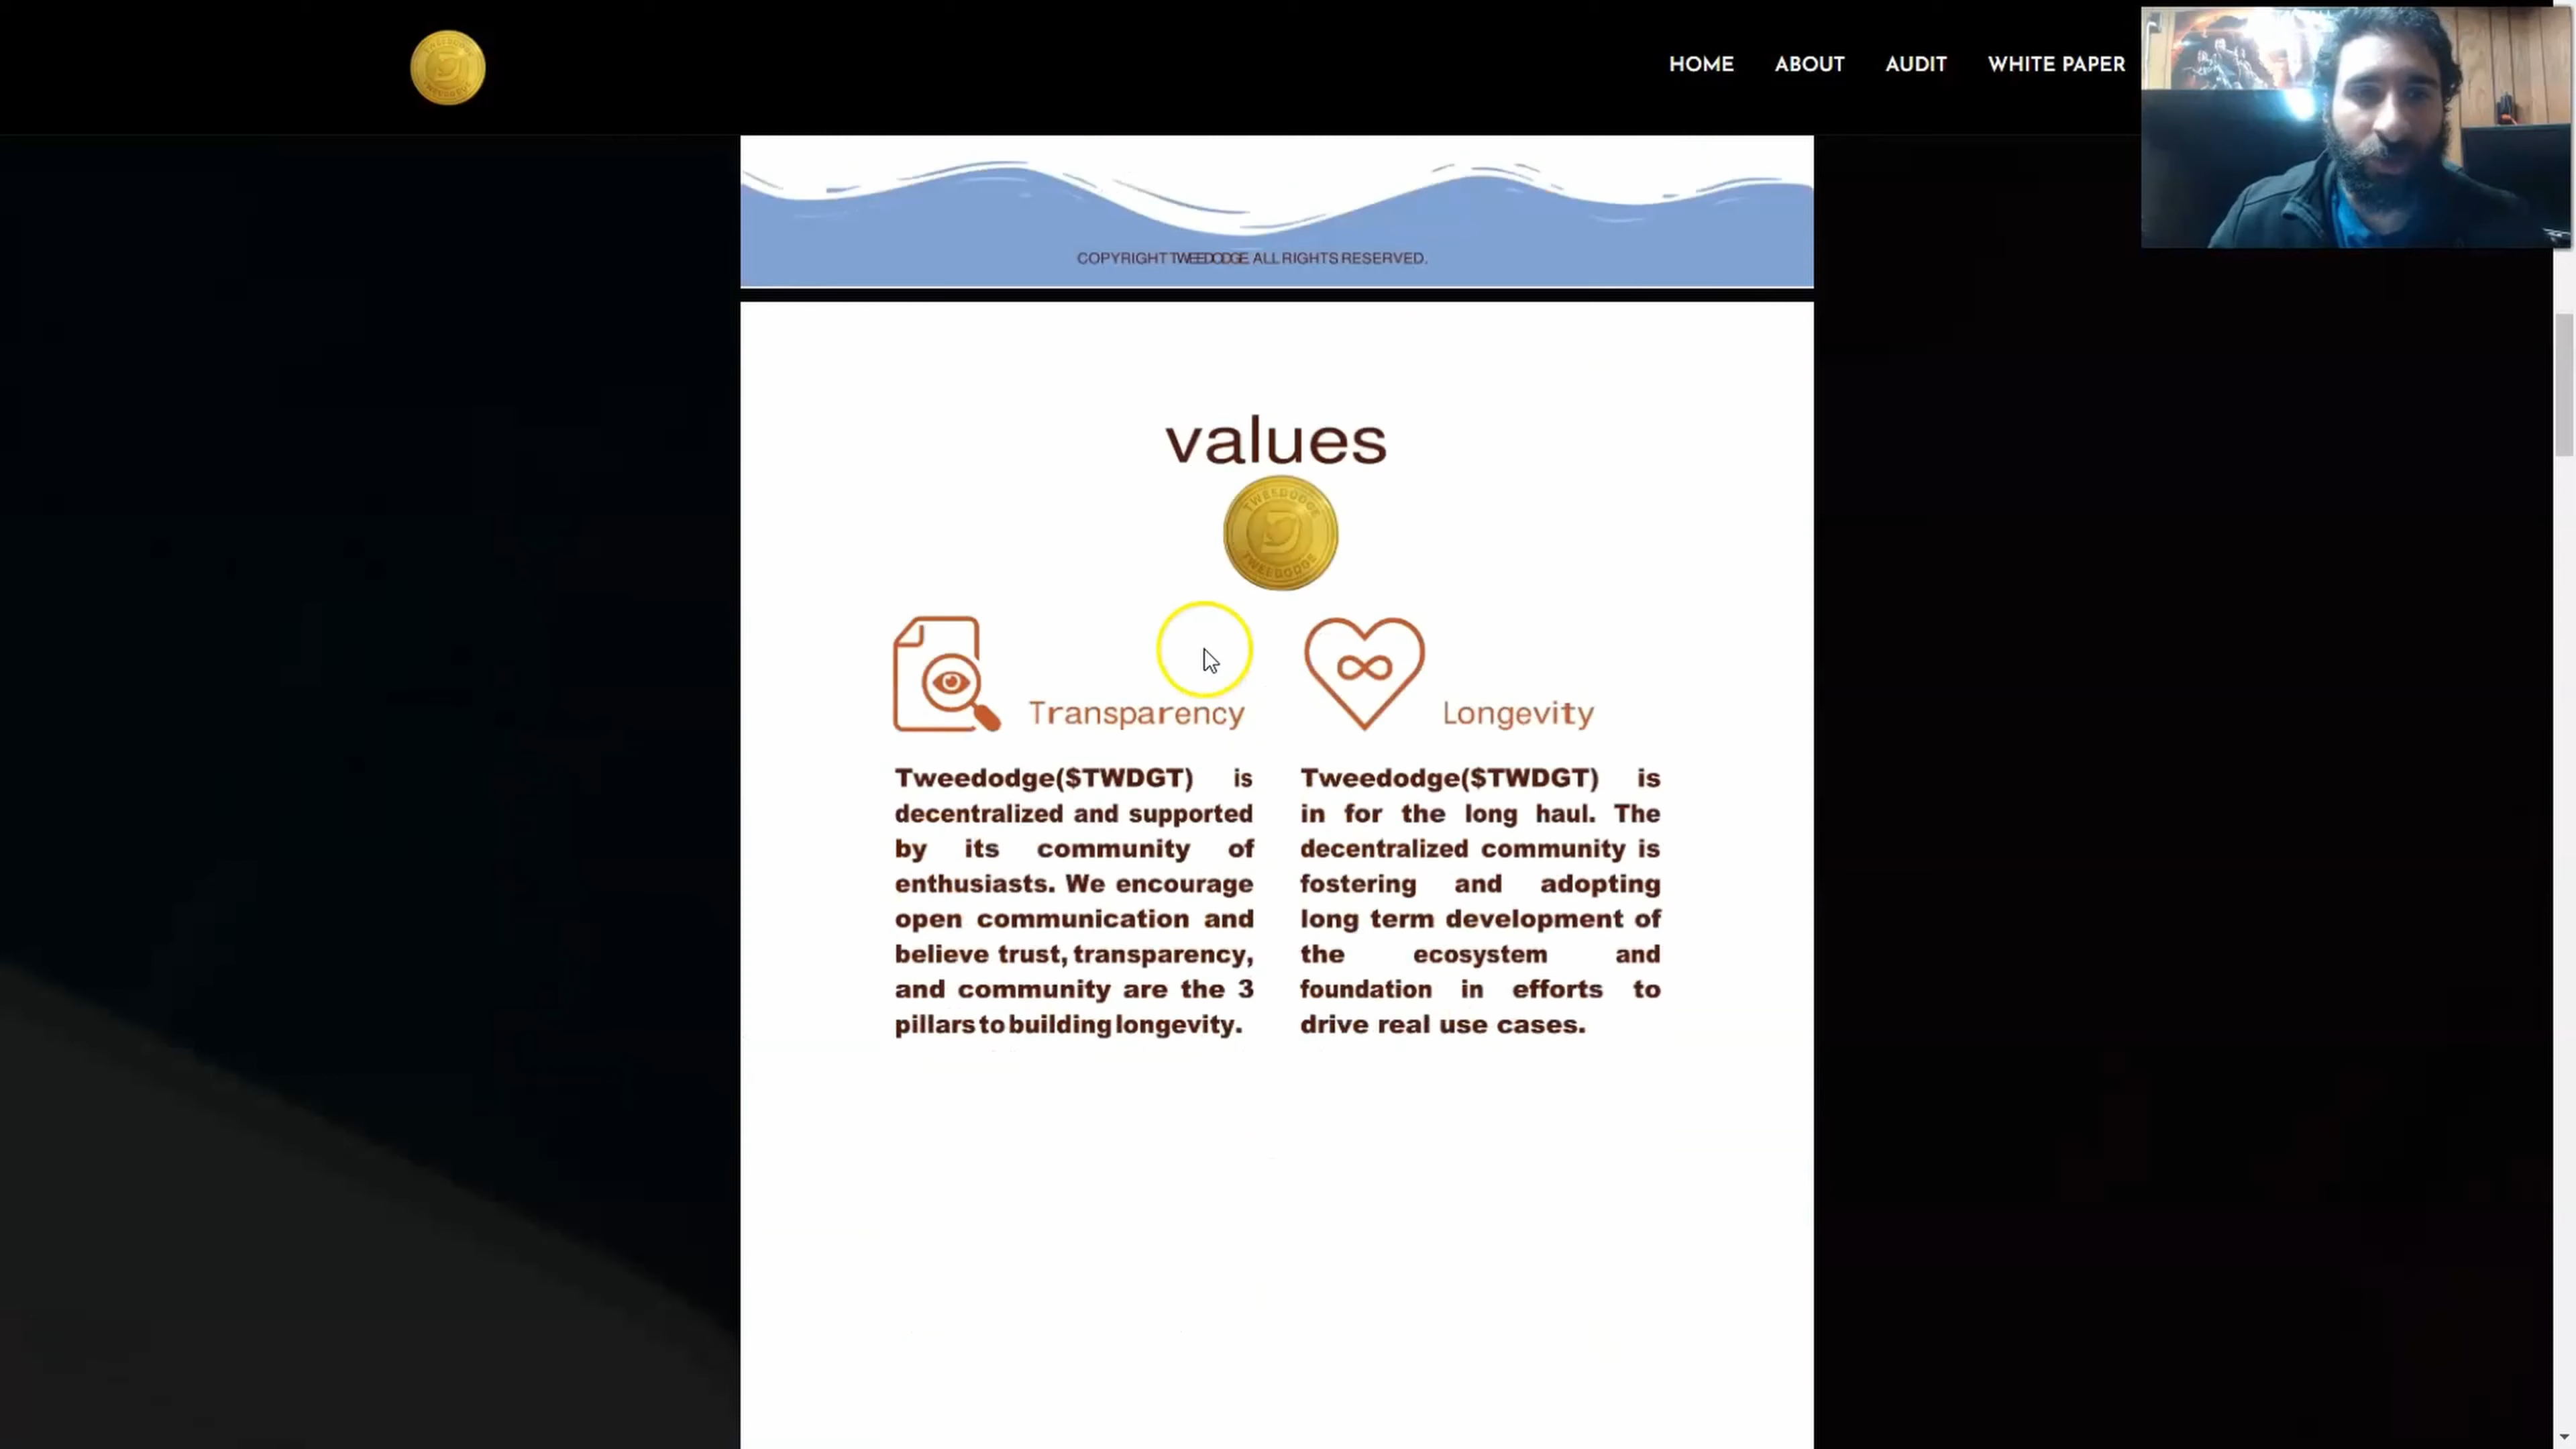 HOME ABOUT AUDIT WHITE PAPER
COPYRIGHT TWEEDODGE. ALL RIGHTS RESERVED.
values
TWEEDODGE
TWEEDODGE
Transparency
Tweedodge($TWDGT) is
decentralized and supported
by its community of
enthusiasts. We encourage
open communication and
believe trust, transparency,
and community are the 3
pillars to building longevity.
Longevity
Tweedodge($TWDGT) is
in for the long haul. The
decentralized community is
fostering and adopting
long term development of
the ecosystem and
foundation in efforts to
drive real use cases.